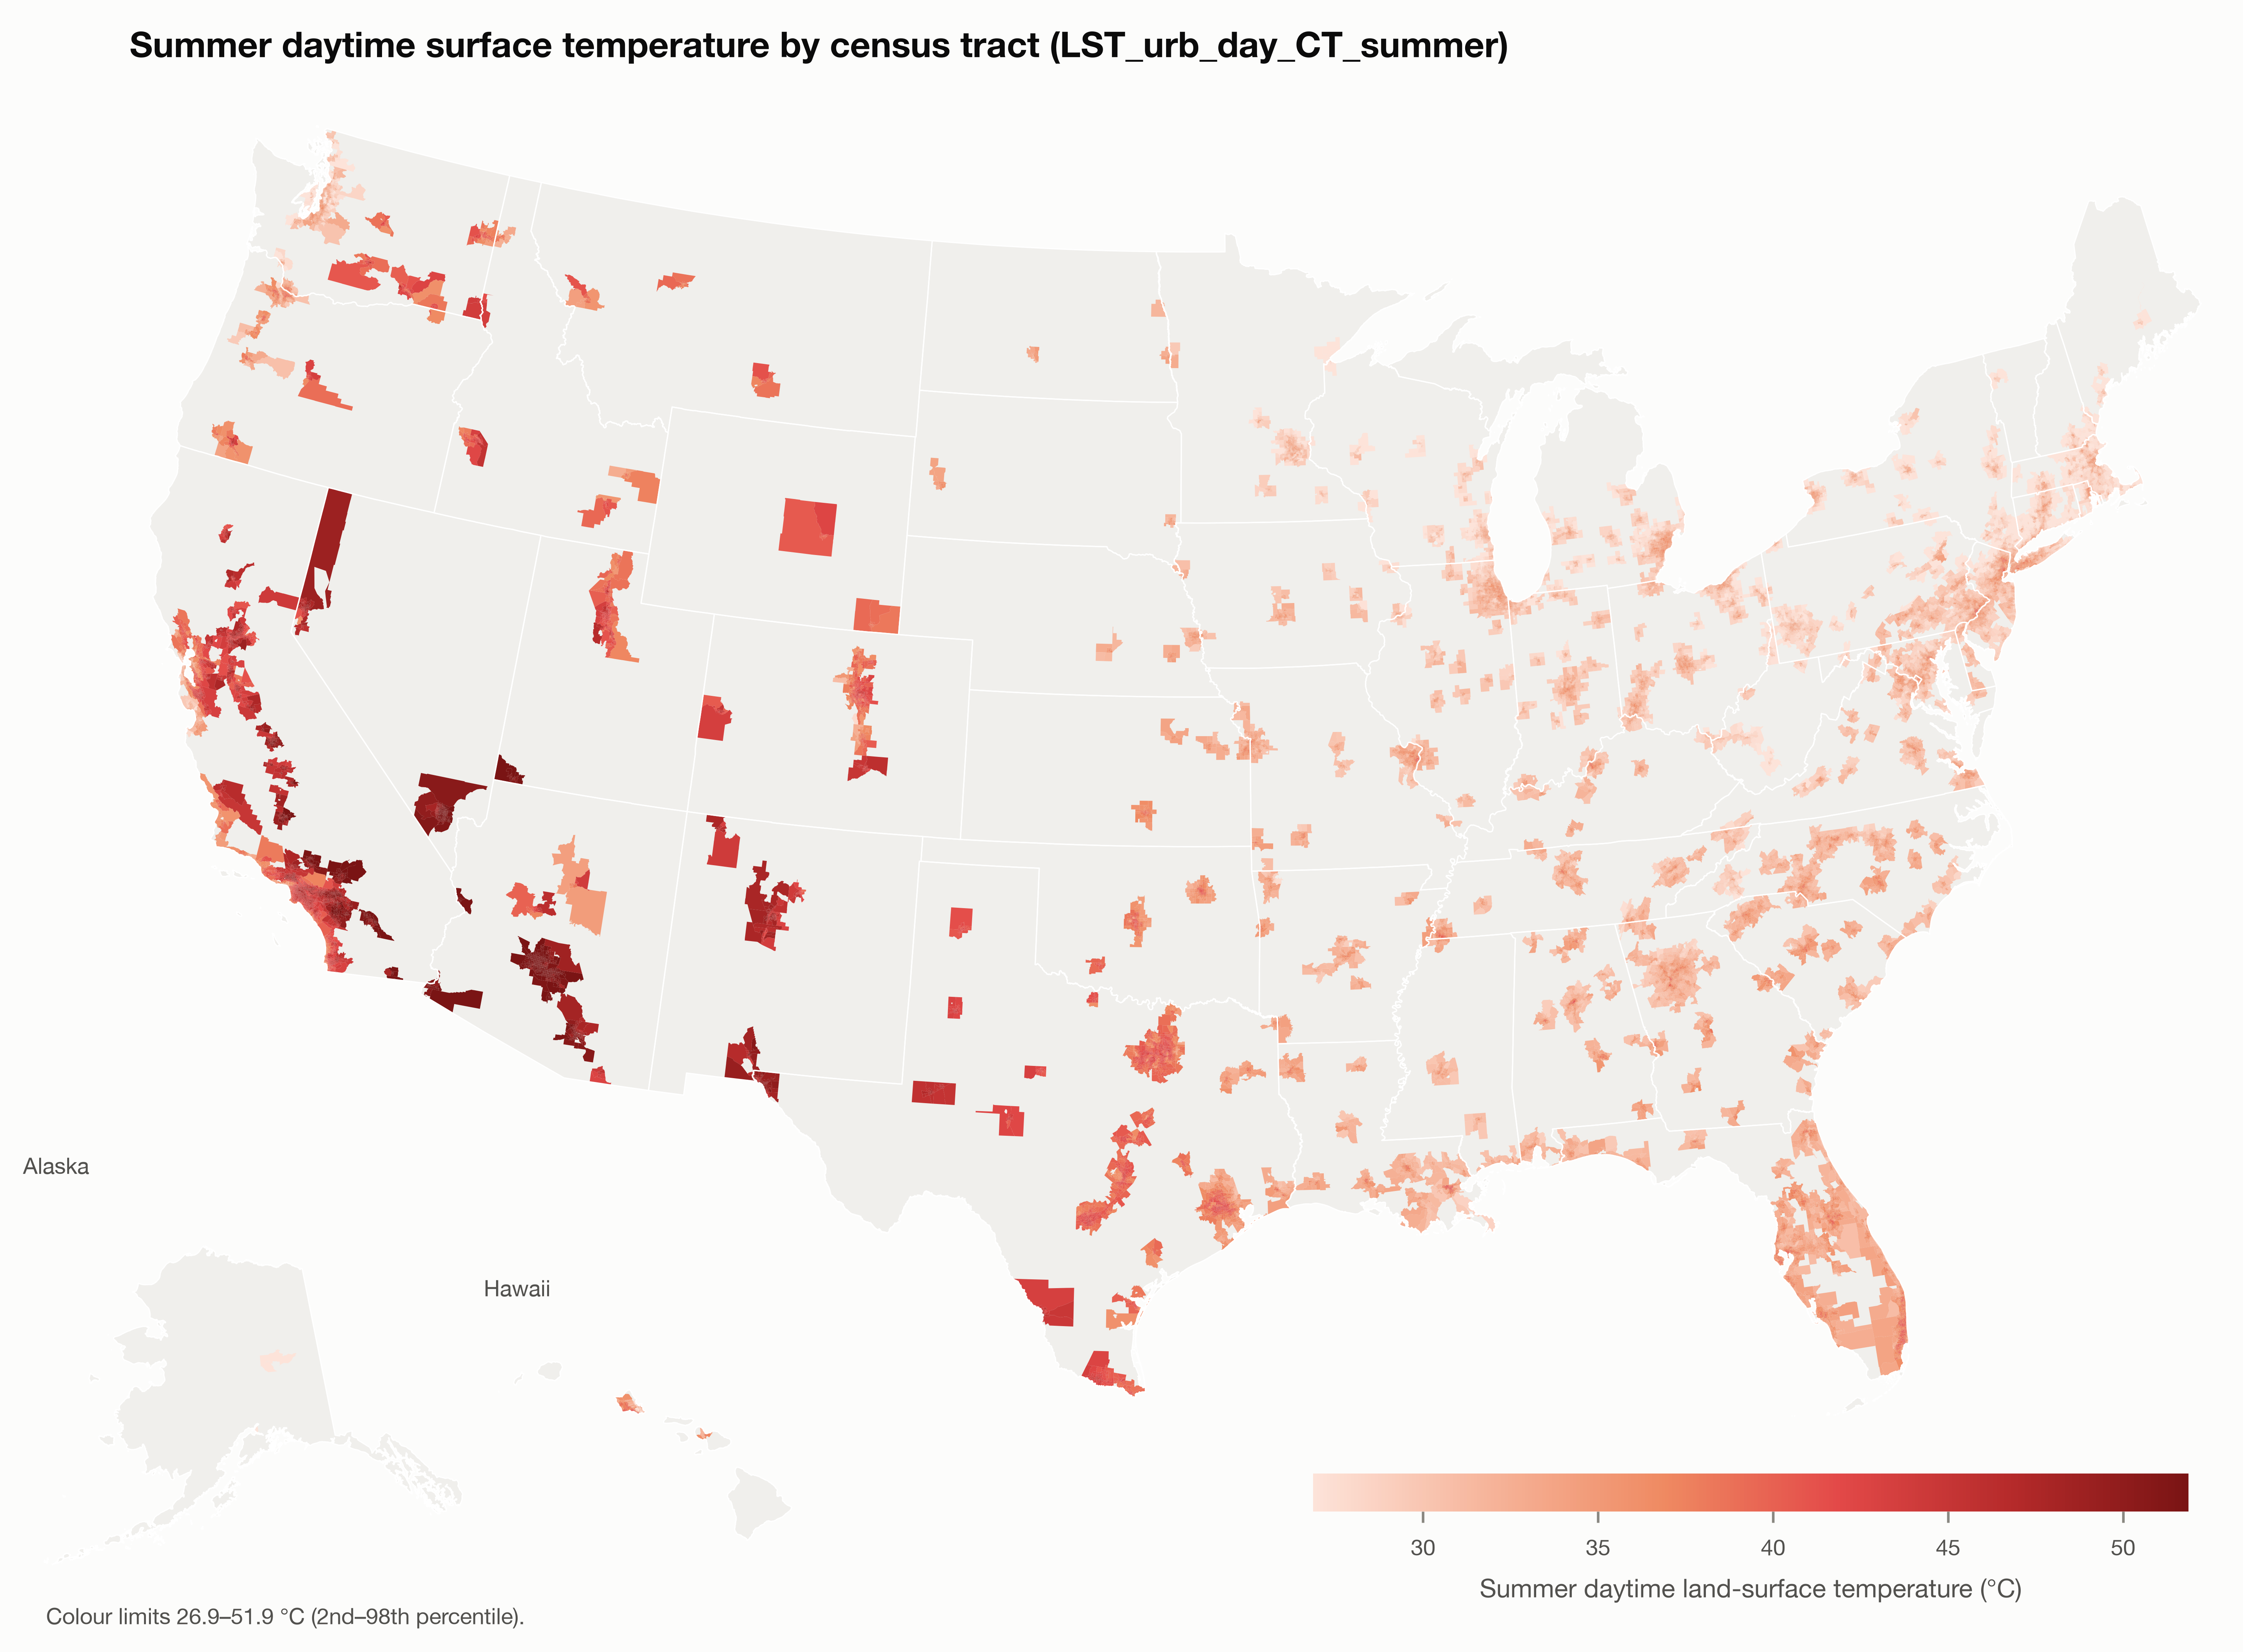 Summer daytime surface temperature by census tract (LST_urb_day_CT_summer)
Alaska
Hawaii
30 35 40 45 50
Summer daytime land-surface temperature (°C)
Colour limits 26.9–51.9 °C (2nd–98th percentile).